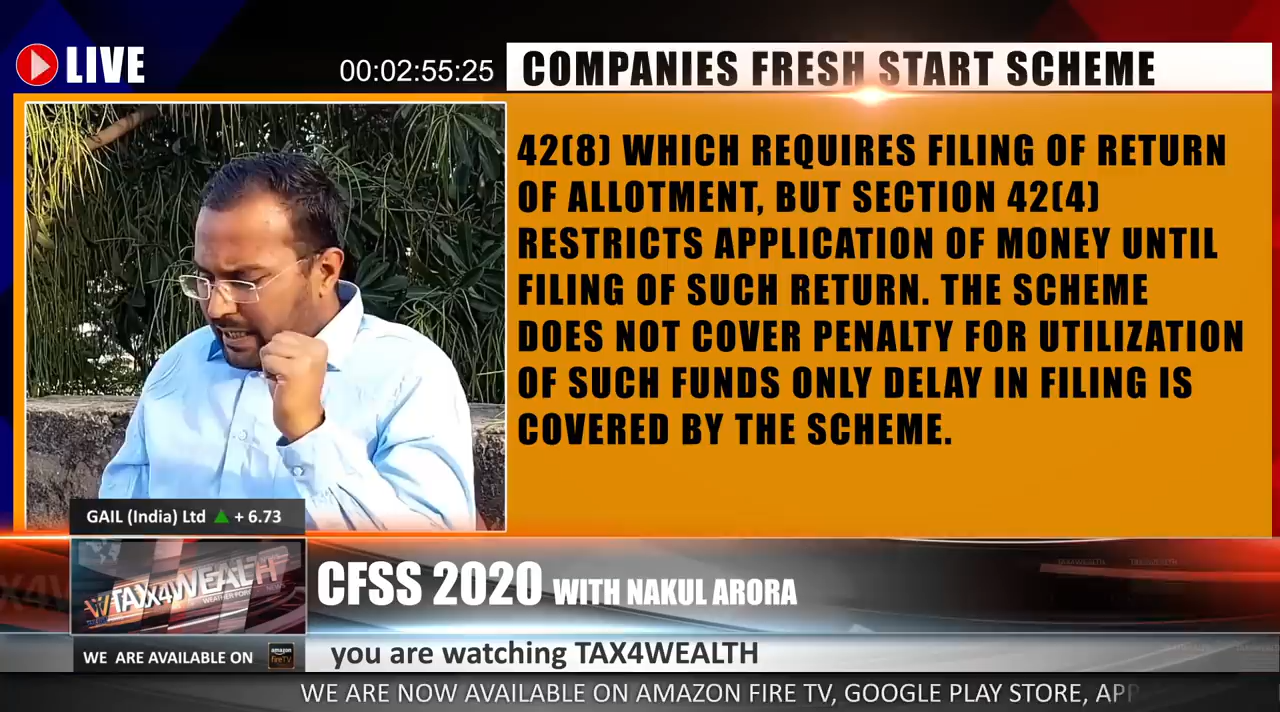 LIVE
00:02:55:25
COMPANIES FRESH START SCHEME
42(8) WHICH REQUIRES FILING OF RETURN
OF ALLOTMENT, BUT SECTION 42(4)
RESTRICTS APPLICATION OF MONEY UNTIL
FILING OF SUCH RETURN. THE SCHEME
DOES NOT COVER PENALTY FOR UTILIZATION
OF SUCH FUNDS ONLY DELAY IN FILING IS
COVERED BY THE SCHEME.
GAIL (India) Ltd ▲ + 6.73
TAX4WEALTH
CFSS 2020 WITH NAKUL ARORA
WE ARE AVAILABLE ON
amazon
fireTV
you are watching TAX4WEALTH
WE ARE NOW AVAILABLE ON AMAZON FIRE TV, GOOGLE PLAY STORE, AP